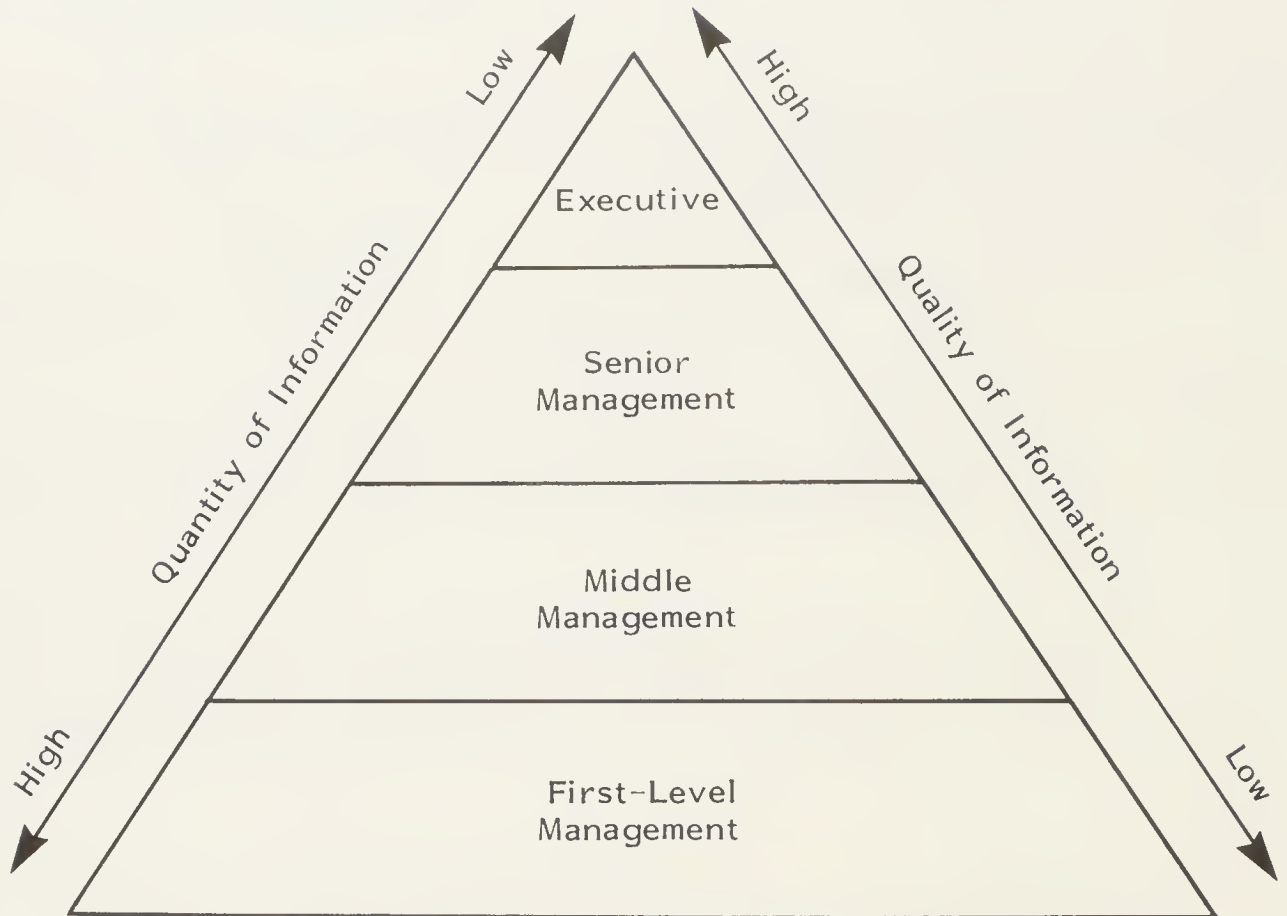 Low
High
Executive
Quantity of Information
Quality of Information
Senior
Management
Middle
Management
High
Low
First-Level
Management